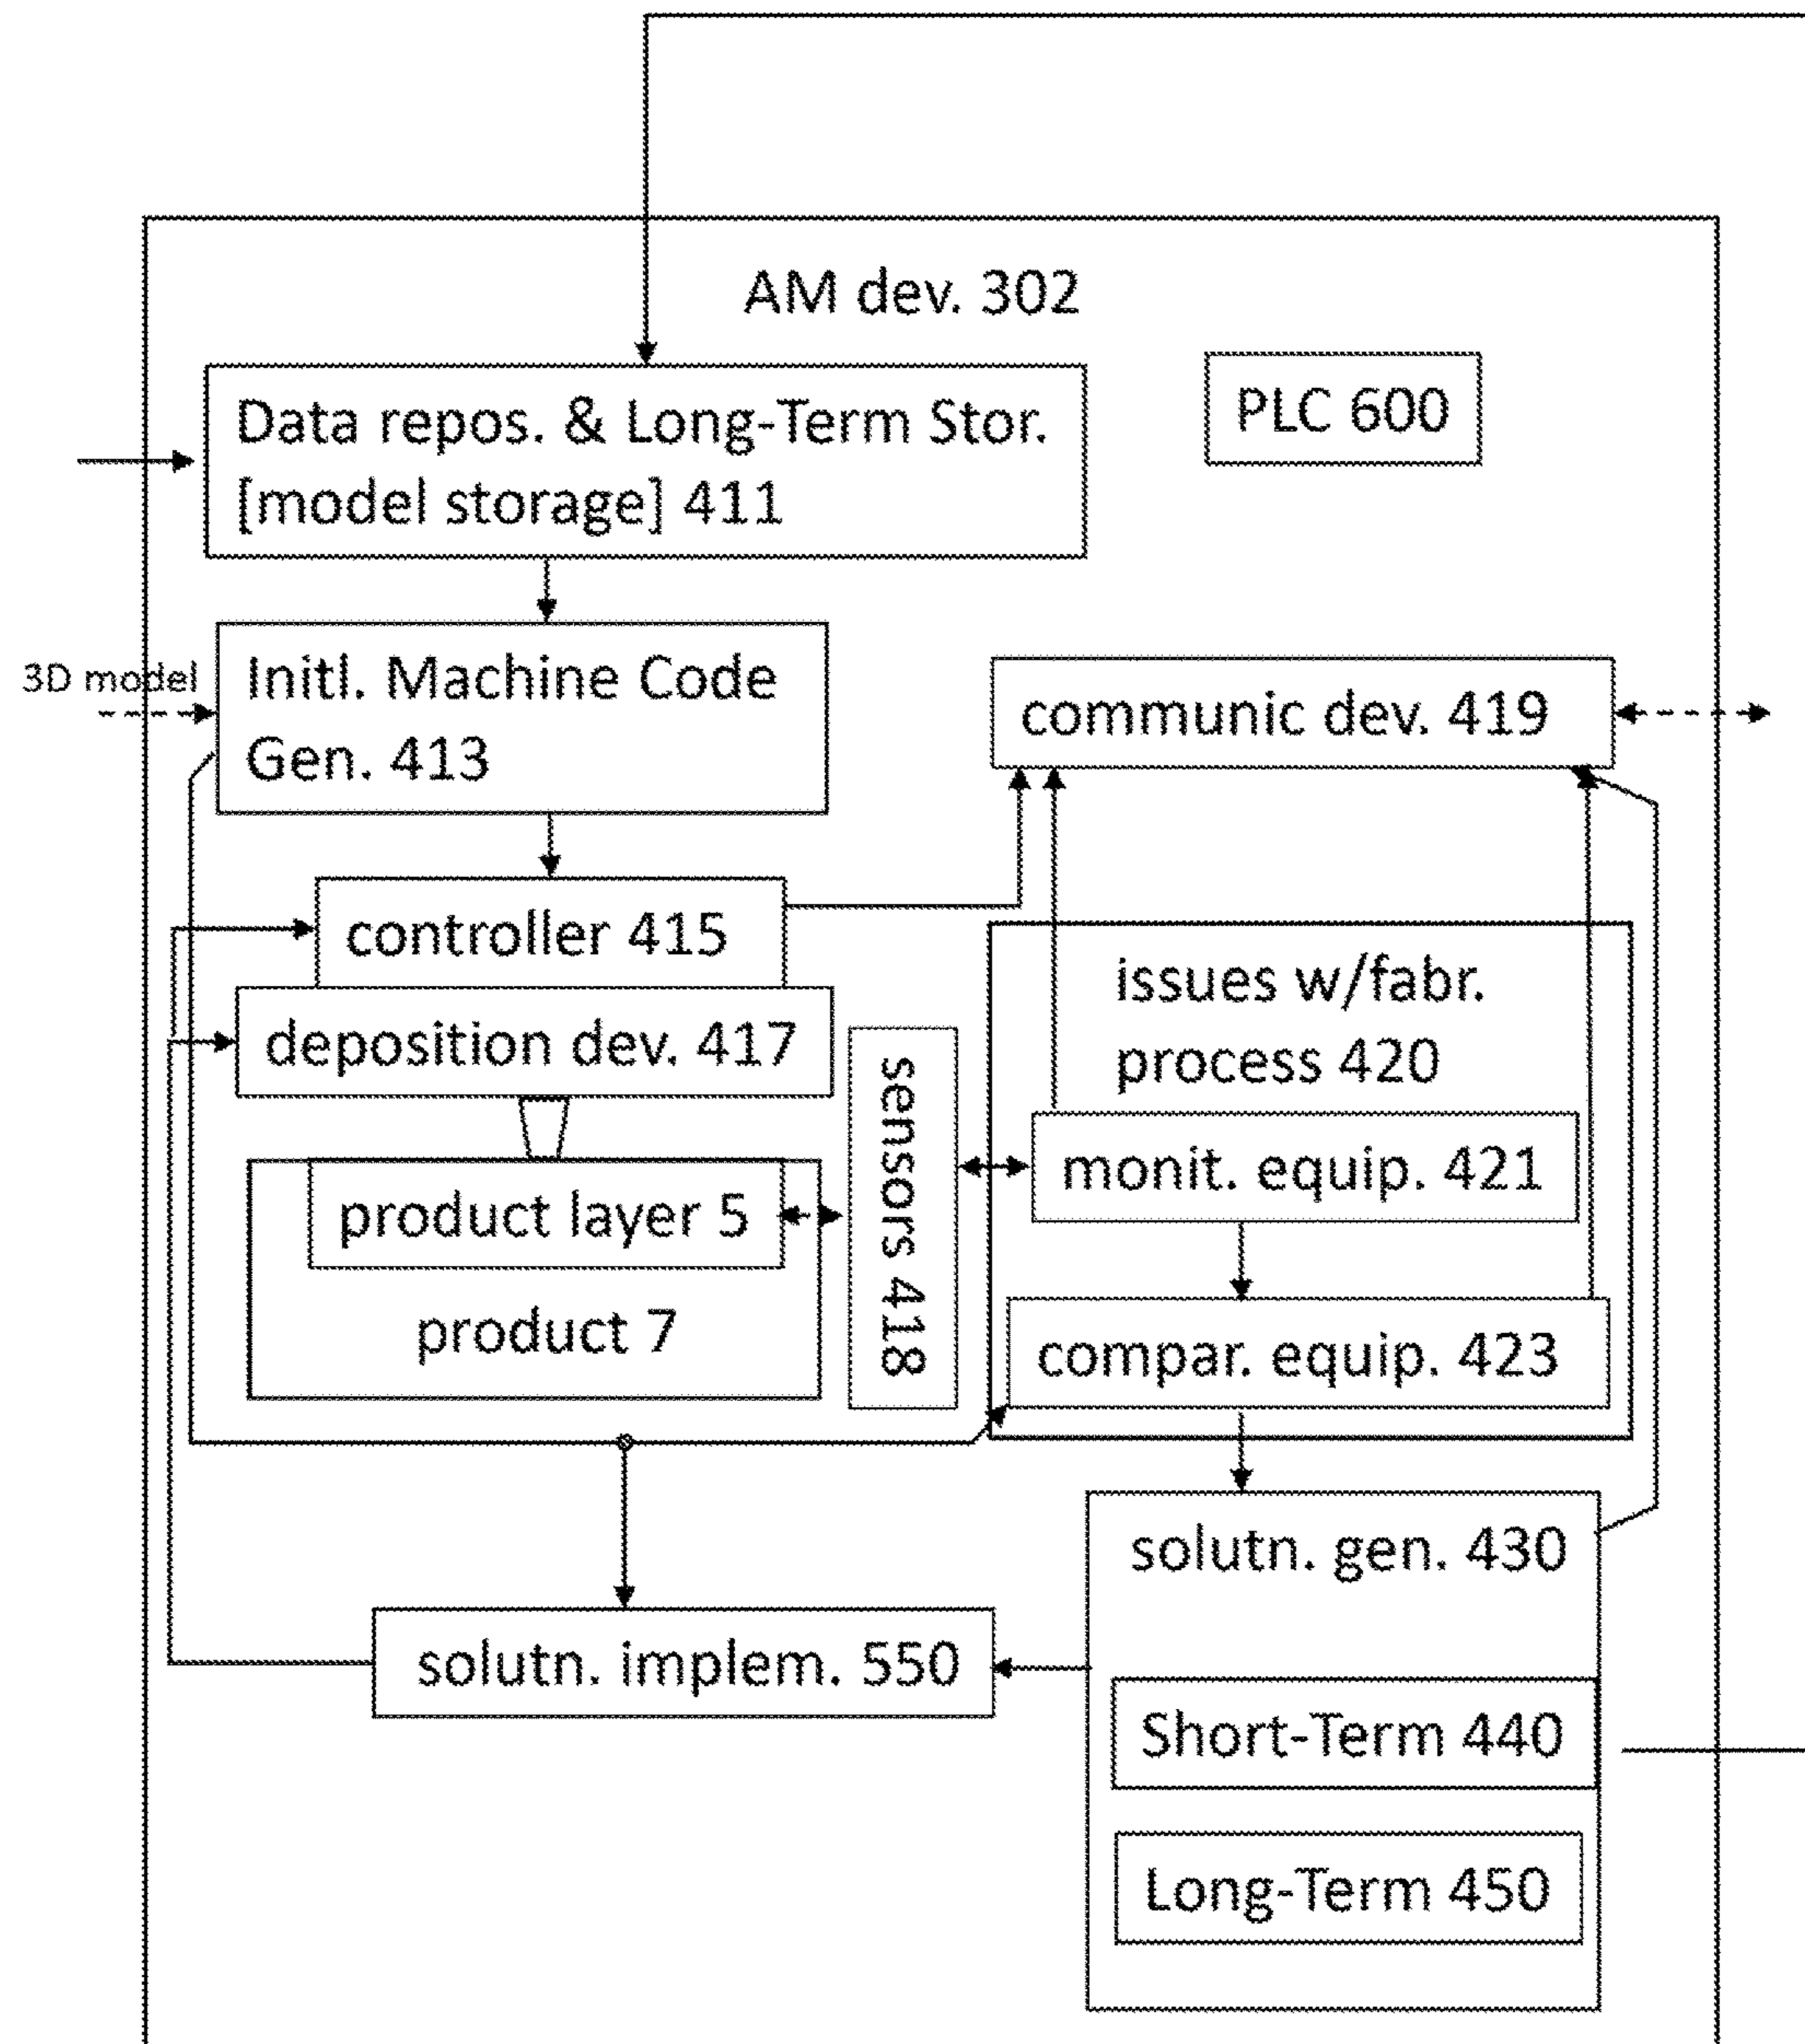 AM dev. 302
Data repos. & Long-Term Stor.
[model storage] 411
PLC 600
3D model
Initl. Machine Code
Gen. 413
communic dev. 419
controller 415
deposition dev. 417
product layer 5
product 7
sensors 418
issues w/fabr.
process 420
monit. equip. 421
compar. equip. 423
solutn. gen. 430
solutn. implem. 550
Short-Term 440
Long-Term 450